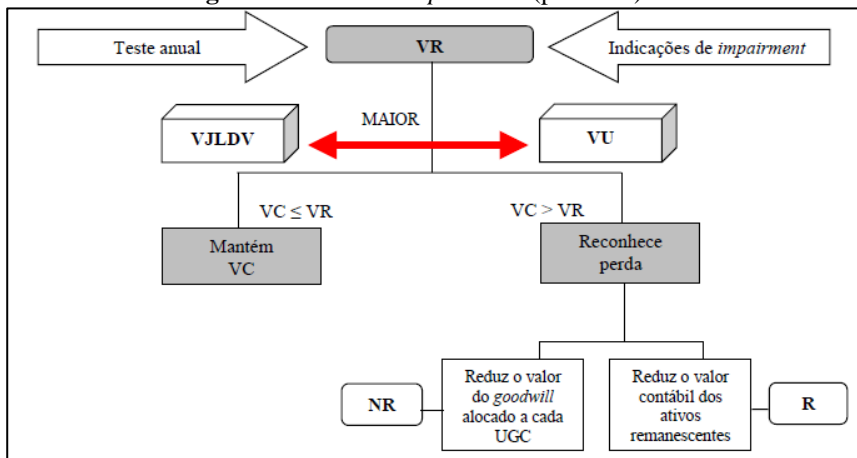 Teste anual
VR
Indicações de impairment
MAIOR
VJLDV
VU
VC ≤ VR
VC > VR
Mantém
VC
Reconhece
perda
NR
Reduz o valor
do goodwill
alocado a cada
UGC
Reduz o valor
contábil dos
ativos
remanescentes
R